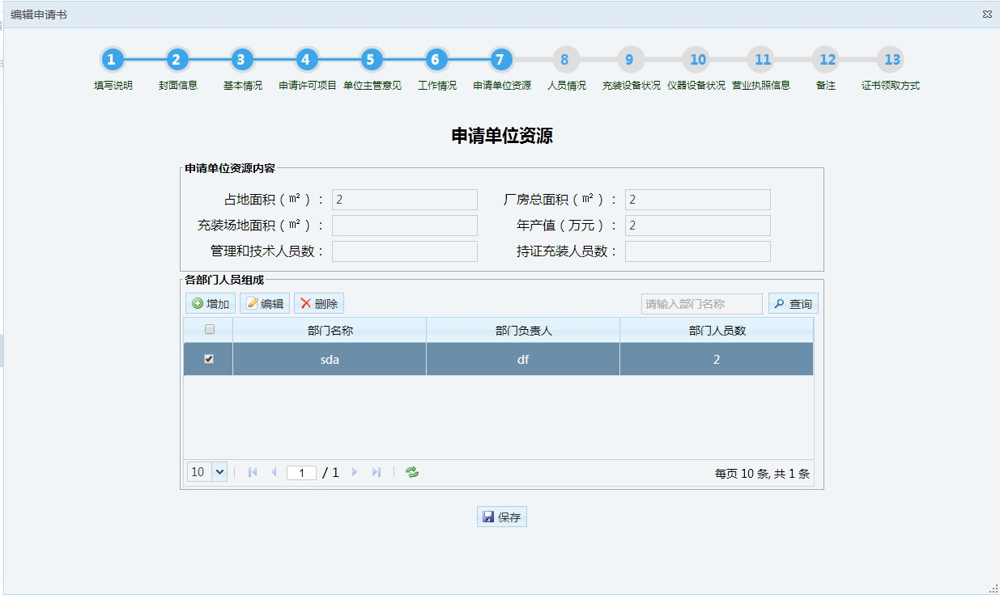 编辑申请书
1 2 3 4 5 6 7 8 9 10 11 12 13
填写说明 封面信息 基本情况 申请许可项目 单位主管意见 工作情况 申请单位资源 人员情况 充装设备状况 仪器设备状况 营业执照信息 备注 证书领取方式
申请单位资源
申请单位资源内容
占地面积（㎡）： 2 厂房总面积（㎡）： 2
充装场地面积（㎡）： 年产值（万元）： 2
管理和技术人员数： 持证充装人员数：
各部门人员组成
增加 编辑 删除 请输入部门名称 查询
部门名称 部门负责人 部门人员数
sda df 2
10 1 / 1 每页 10 条, 共 1 条
保存